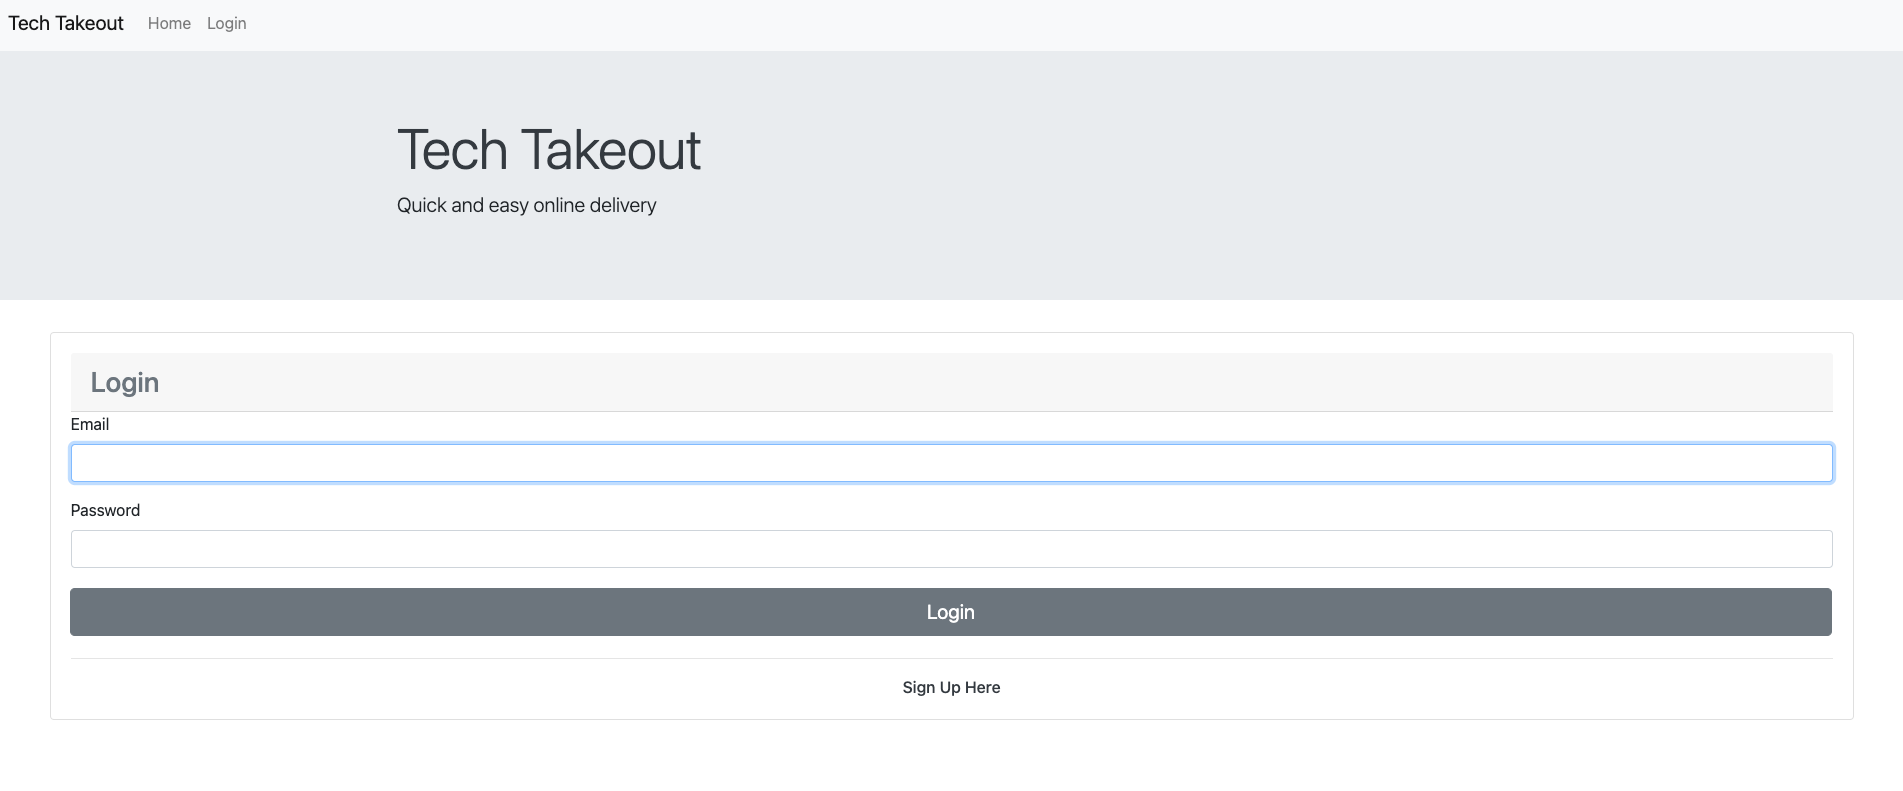 Tech Takeout Home Login
Tech Takeout
Quick and easy online delivery
Login
Email
Password
Login
Sign Up Here